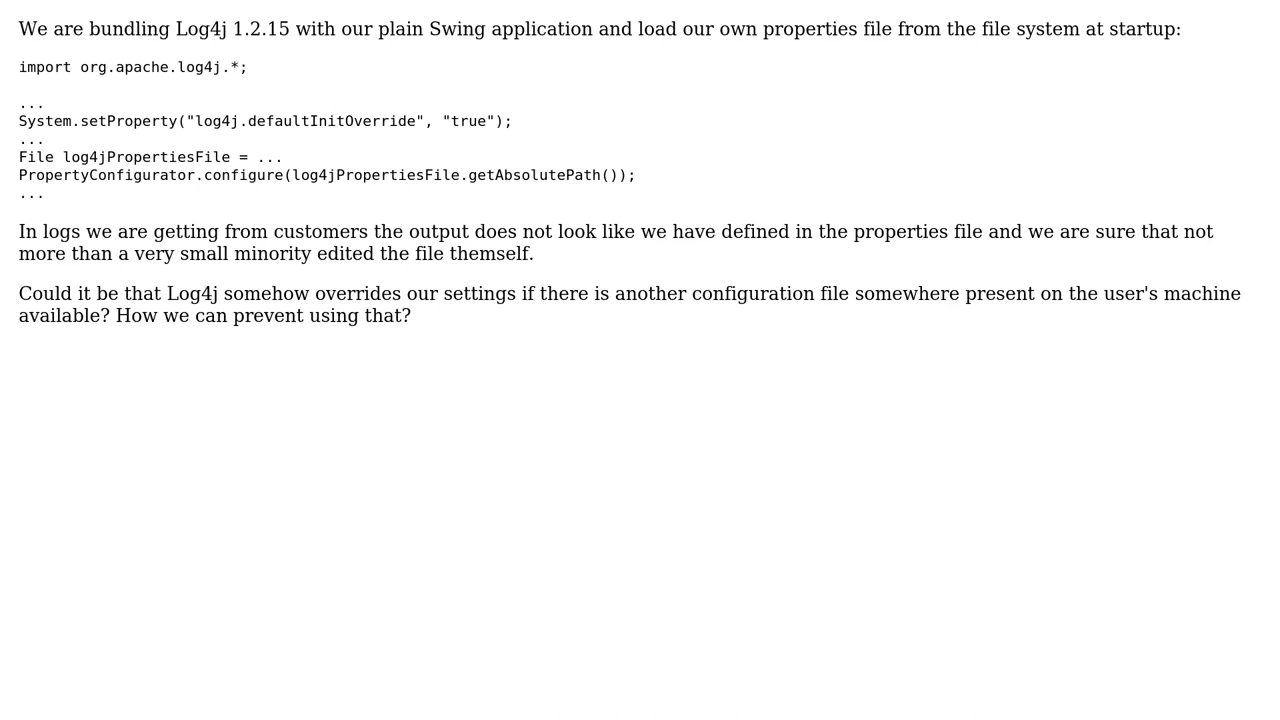 We are bundling Log4j 1.2.15 with our plain Swing application and load our own properties file from the file system at startup:
import org.apache.log4j.*;
...
System.setProperty("log4j.defaultInitOverride", "true");
...
File log4jPropertiesFile = ...
PropertyConfigurator.configure(log4jPropertiesFile.getAbsolutePath());
...
In logs we are getting from customers the output does not look like we have defined in the properties file and we are sure that not
more than a very small minority edited the file themself.
Could it be that Log4j somehow overrides our settings if there is another configuration file somewhere present on the user's machine
available? How we can prevent using that?